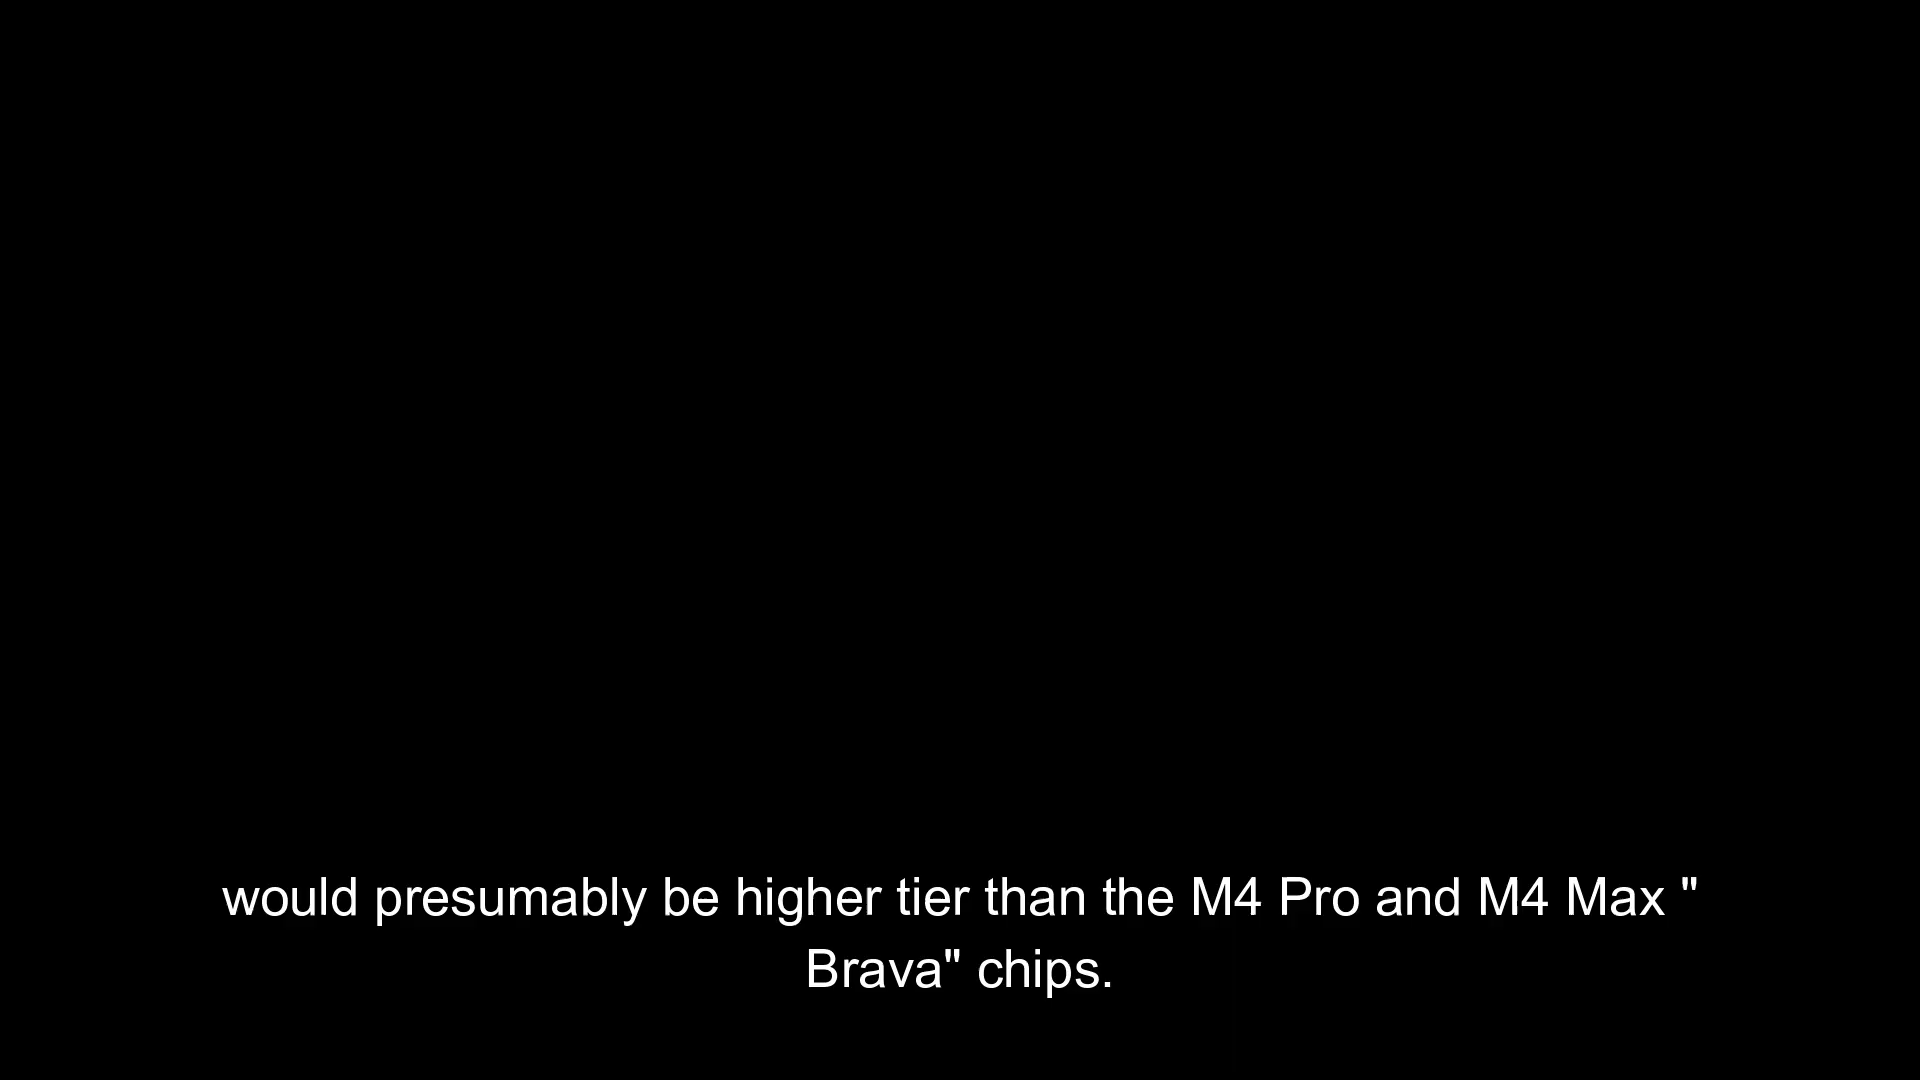 would presumably be higher tier than the M4 Pro and M4 Max "
Brava" chips.